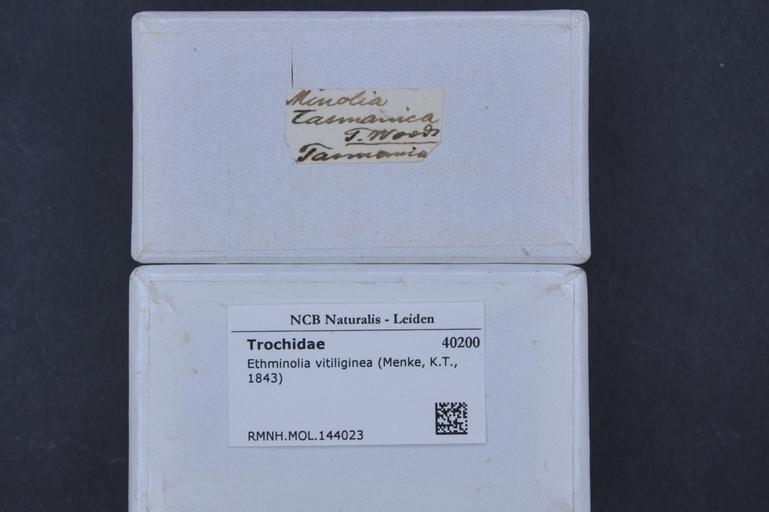 Minolia
Tasmanica
T. Woods
Tasmania
NCB Naturalis - Leiden
Trochidae 40200
Ethminolia vitiliginea (Menke, K.T.,
1843)
RMNH.MOL.144023